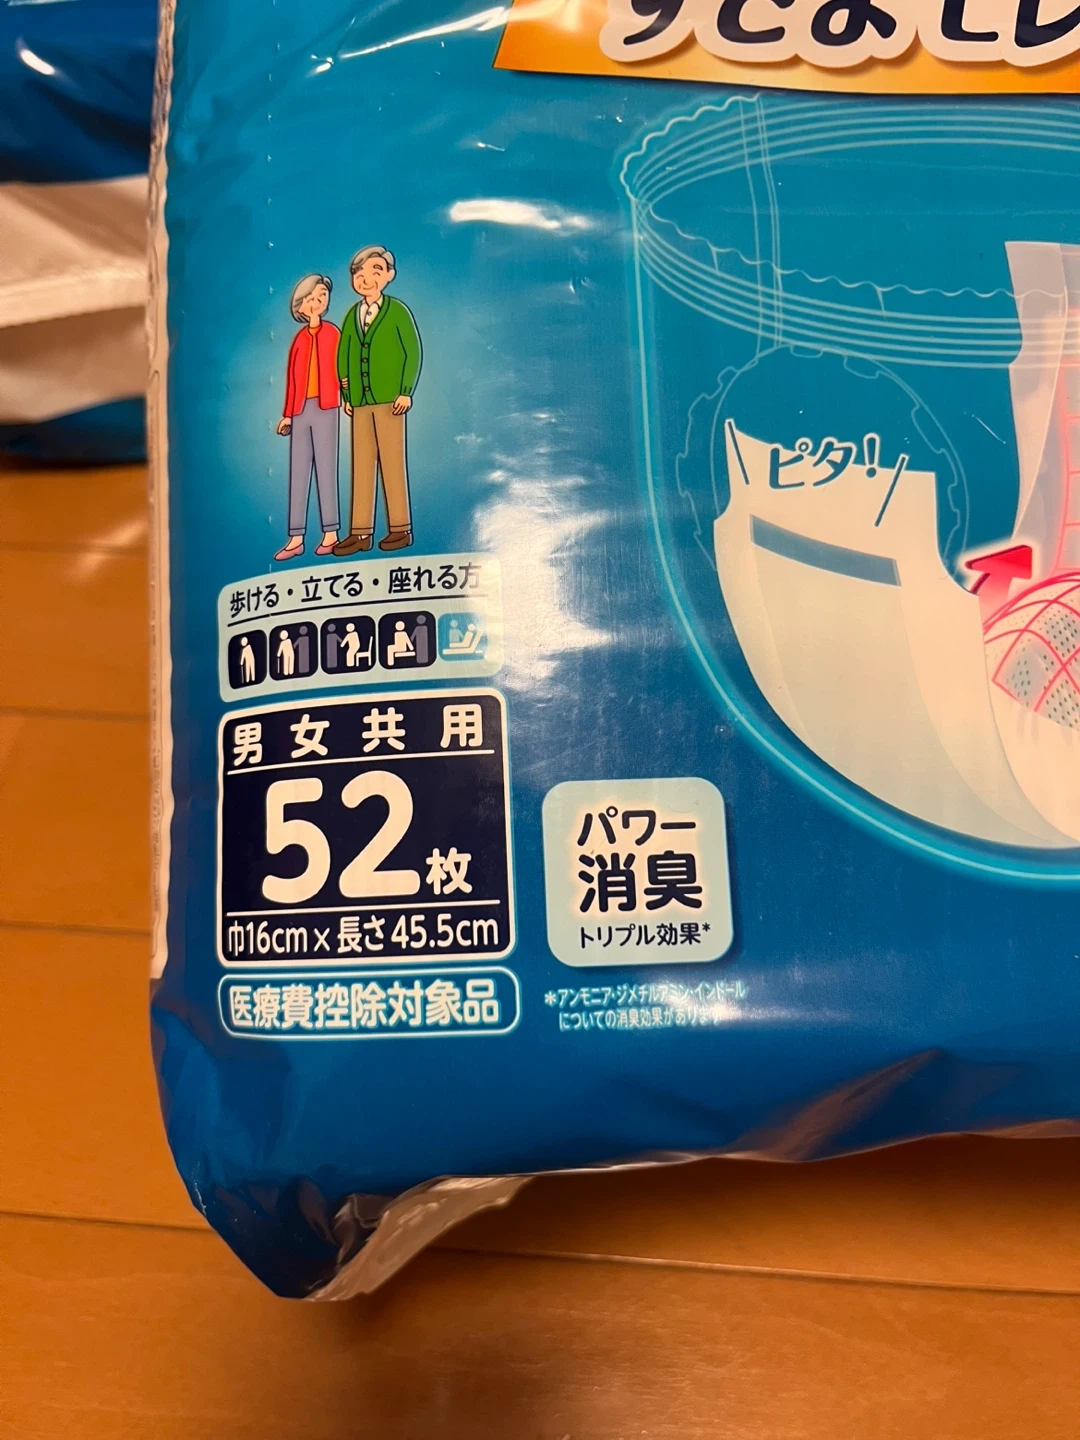 ピタ!
歩ける・立てる・座れる方
男女共用
52枚
巾16cm×長さ45.5cm
医療費控除対象品
パワー
消臭
トリプル効果*
*アンモニア・ジメチルアミン・インドール
についての消臭効果があります